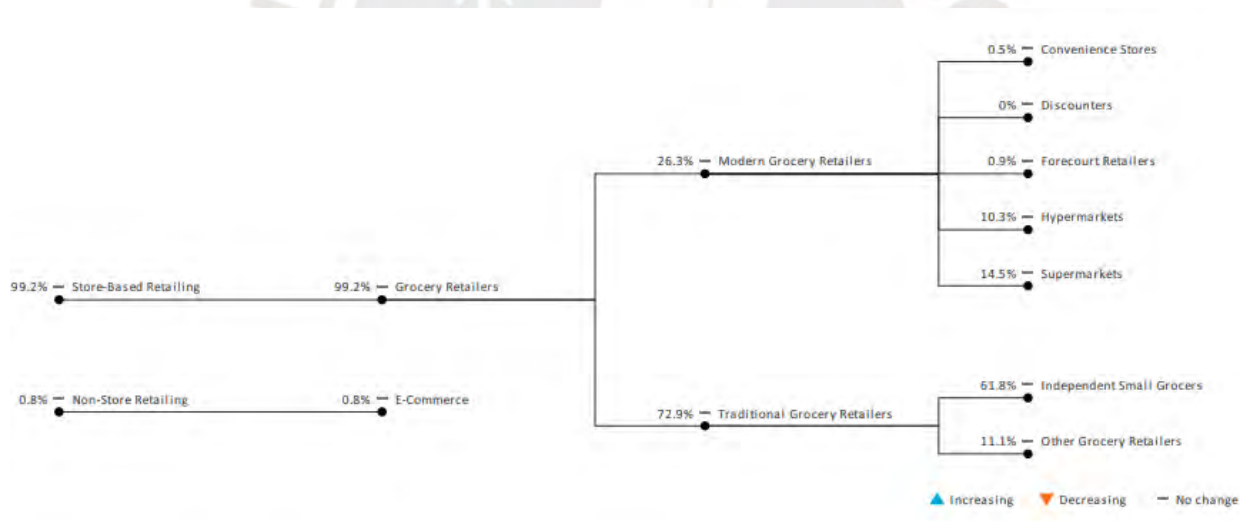 0.5% — Convenience Stores
0% — Discounters
26.3% — Modern Grocery Retailers
0.9% — Forecourt Retailers
10.3% — Hypermarkets
14.5% — Supermarkets
99.2% — Store-Based Retailing
99.2% — Grocery Retailers
0.8% — Non-Store Retailing
0.8% — E-Commerce
61.8% — Independent Small Grocers
72.9% — Traditional Grocery Retailers
11.1% — Other Grocery Retailers
▲ Increasing ▼ Decreasing — No change